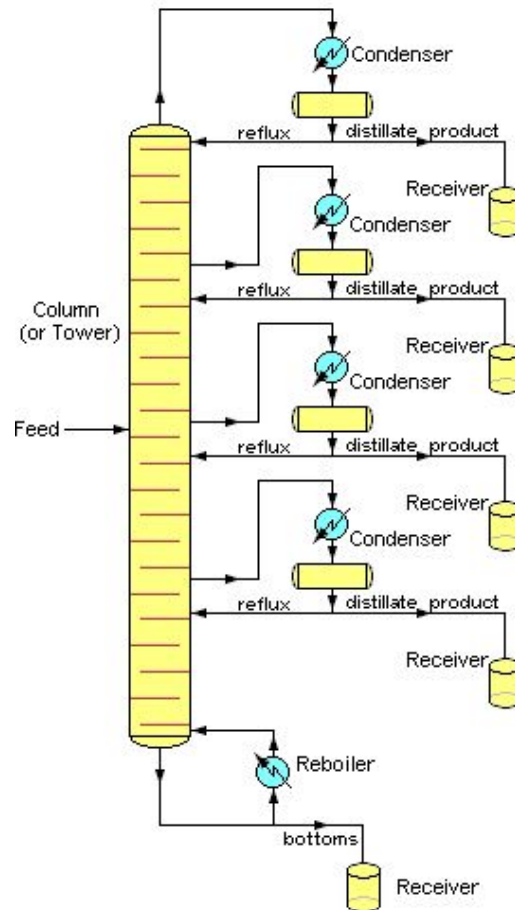 Condenser
reflux distillate product
Receiver
Condenser
reflux distillate product
Column
(or Tower)
Receiver
Condenser
Feed
reflux distillate product
Receiver
Condenser
reflux distillate product
Receiver
Reboiler
bottoms
Receiver